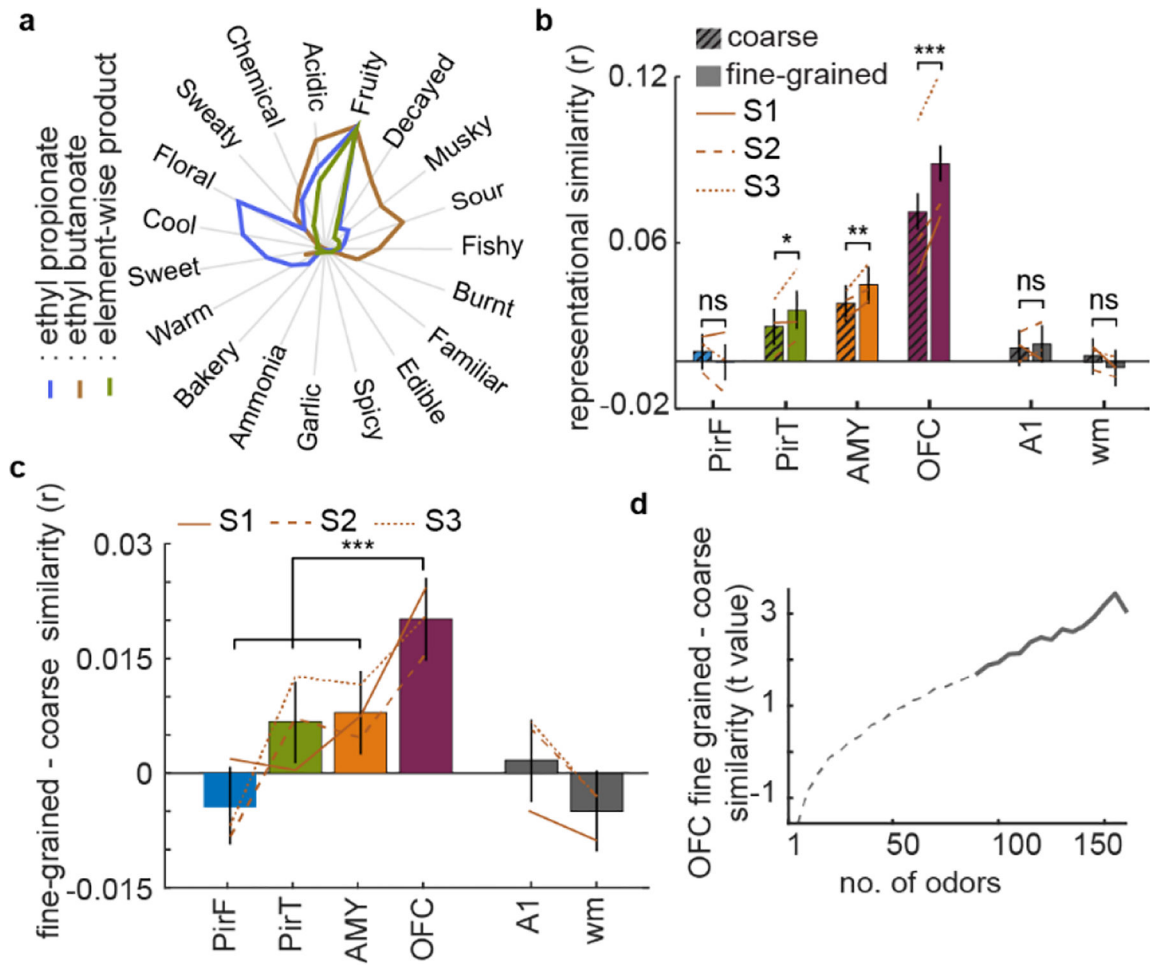 a
: ethyl propionate
: ethyl butanoate
: element-wise product
Acidic
Fruity
Decayed
Musky
Sour
Fishy
Burnt
Familiar
Edible
Spicy
Garlic
Ammonia
Bakery
Warm
Sweet
Cool
Floral
Sweaty
Chemical
b
representational similarity (r)
0.12
0.06
-0.02
coarse
fine-grained
S1
S2
S3
ns
*
**
***
ns
ns
PirF
PirT
AMY
OFC
A1
wm
c
fine-grained - coarse similarity (r)
S1 S2 S3
***
0.03
0.015
0
-0.015
PirF
PirT
AMY
OFC
A1
wm
d
OFC fine grained - coarse
similarity (t value)
3
1
-1
1 50 100 150
no. of odors